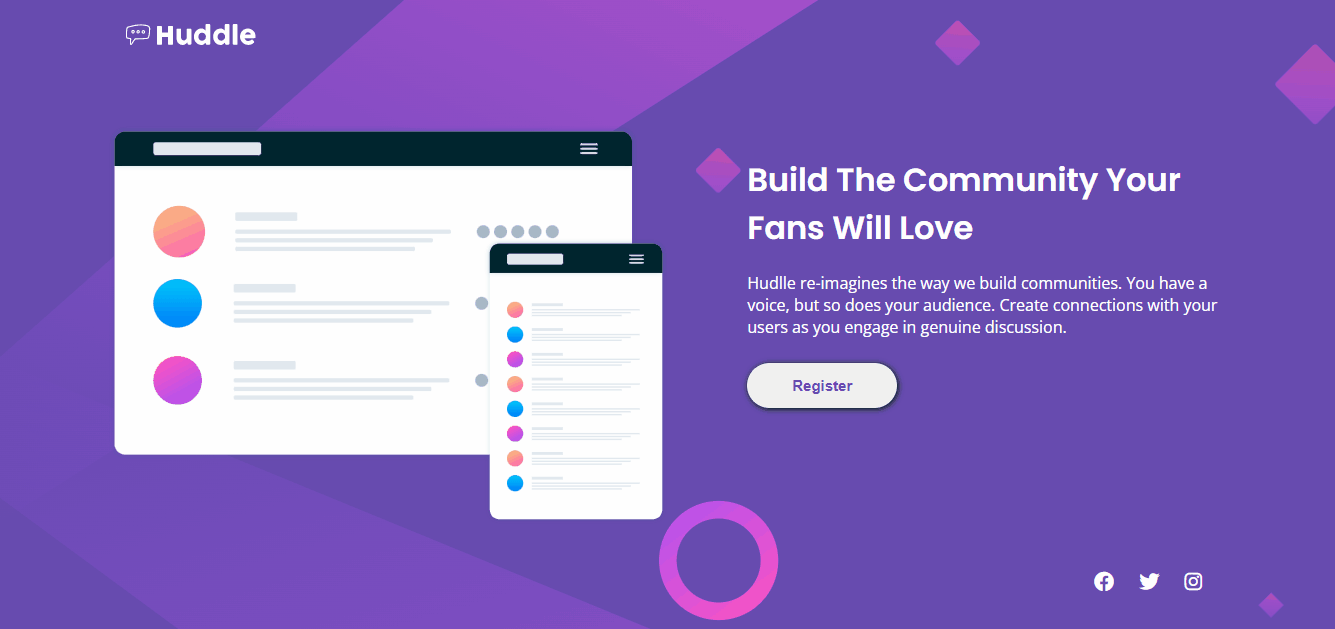 Huddle
Build The Community Your
Fans Will Love
Hudlle re-imagines the way we build communities. You have a
voice, but so does your audience. Create connections with your
users as you engage in genuine discussion.
Register